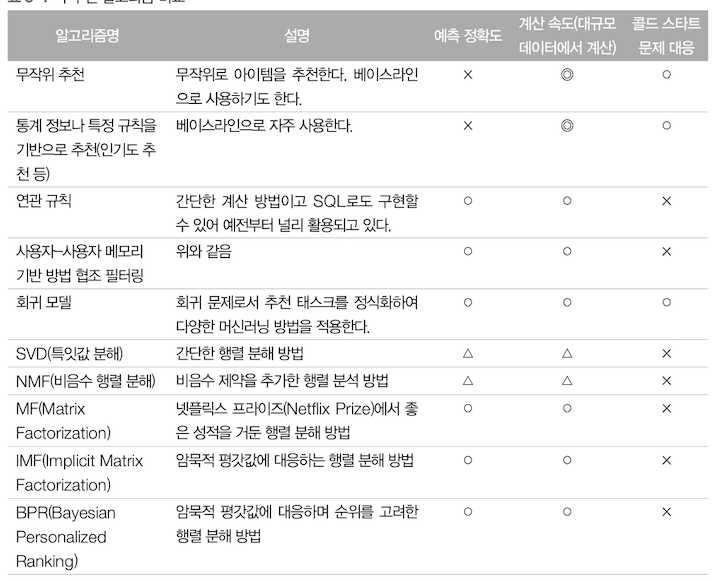 알고리즘명 설명 예측 정확도 계산 속도(대규모 데이터에서 계산) 콜드 스타트 문제 대응
무작위 추천 무작위로 아이템을 추천한다. 베이스라인 × ◎ ○
으로 사용하기도 한다.
통계 정보나 특정 규칙을 베이스라인으로 자주 사용한다. × ◎ ○
기반으로 추천(인기도 추
천 등)
연관 규칙 간단한 계산 방법이고 SQL로도 구현할 ○ ○ ×
수 있어 예전부터 널리 활용되고 있다.
사용자–사용자 메모리 위와 같음 ○ ○ ×
기반 방법 협조 필터링
회귀 모델 회귀 문제로서 추천 태스크를 정식화하여 ○ ○ ○
다양한 머신러닝 방법을 적용한다.
SVD(특잇값 분해) 간단한 행렬 분해 방법 △ △ ×
NMF(비음수 행렬 분해) 비음수 제약을 추가한 행렬 분석 방법 △ △ ×
MF(Matrix 넷플릭스 프라이즈(Netflix Prize)에서 좋 ○ ○ ×
Factorization) 은 성적을 거둔 행렬 분해 방법
IMF(Implicit Matrix 암묵적 평갓값에 대응하는 행렬 분해 방법 ○ ○ ×
Factorization)
BPR(Bayesian 암묵적 평갓값에 대응하며 순위를 고려한 ○ ○ ×
Personalized 행렬 분해 방법
Ranking)